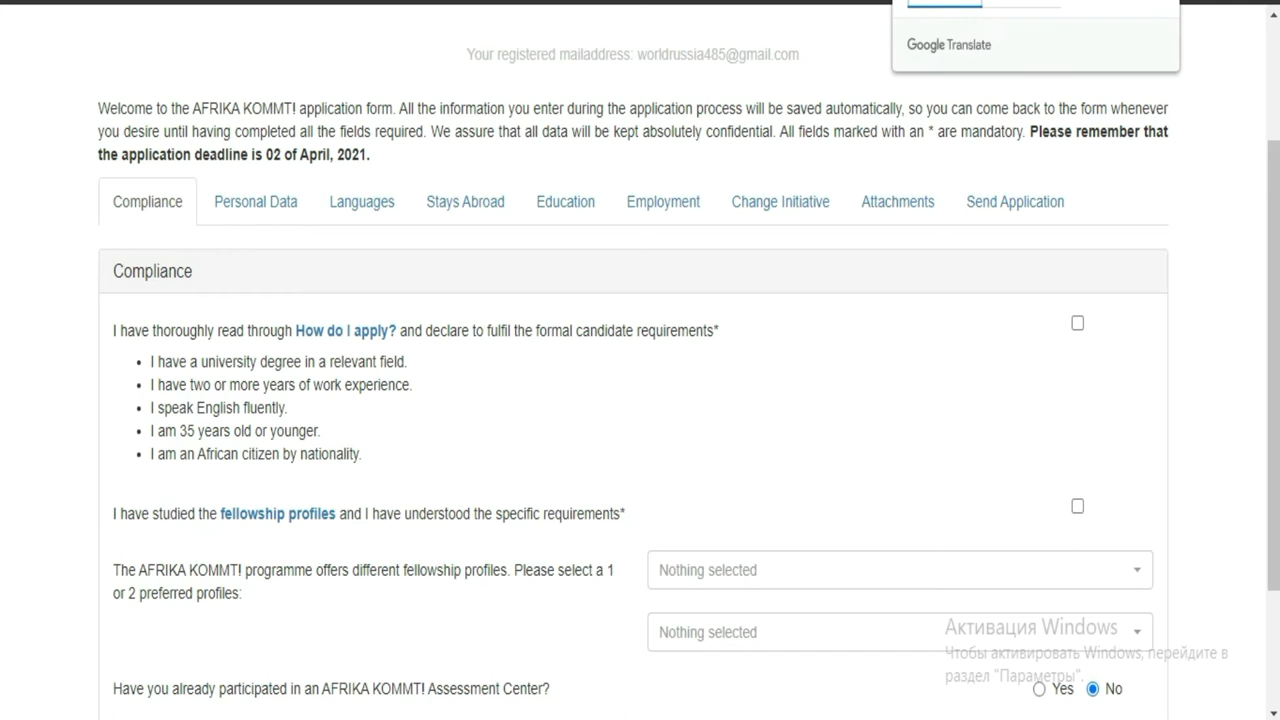 Google Translate
Your registered mailaddress: worldrussia485@gmail.com
Welcome to the AFRIKA KOMMT! application form. All the information you enter during the application process will be saved automatically, so you can come back to the form whenever
you desire until having completed all the fields required. We assure that all data will be kept absolutely confidential. All fields marked with an * are mandatory. Please remember that
the application deadline is 02 of April, 2021.
Compliance Personal Data Languages Stays Abroad Education Employment Change Initiative Attachments Send Application
Compliance
I have thoroughly read through How do I apply? and declare to fulfil the formal candidate requirements*
• I have a university degree in a relevant field.
• I have two or more years of work experience.
• I speak English fluently.
• I am 35 years old or younger.
• I am an African citizen by nationality.
I have studied the fellowship profiles and I have understood the specific requirements*
The AFRIKA KOMMT! programme offers different fellowship profiles. Please select a 1
or 2 preferred profiles:
Nothing selected
Nothing selected
Активация Windows
Чтобы активировать Windows, перейдите в
раздел "Параметры".
Have you already participated in an AFRIKA KOMMT! Assessment Center? Yes No